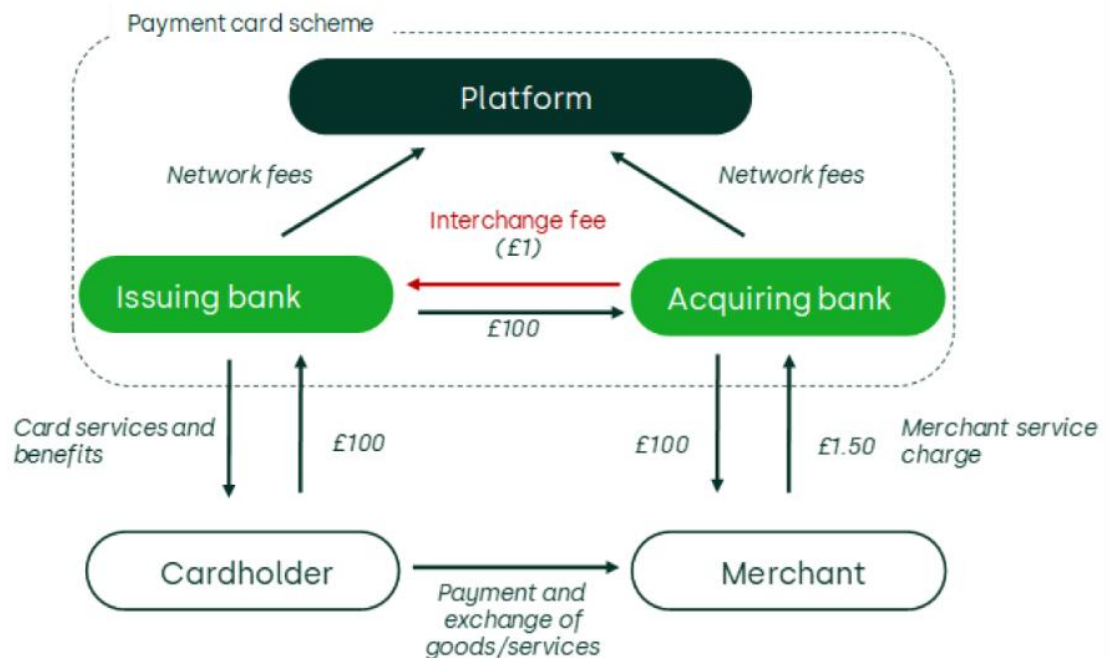 Payment card scheme
Platform
Network fees
Network fees
Interchange fee
(£1)
Issuing bank
Acquiring bank
£100
Card services and
benefits
£100
£100
£1.50
Merchant service
charge
Cardholder
Merchant
Payment and
exchange of
goods/services